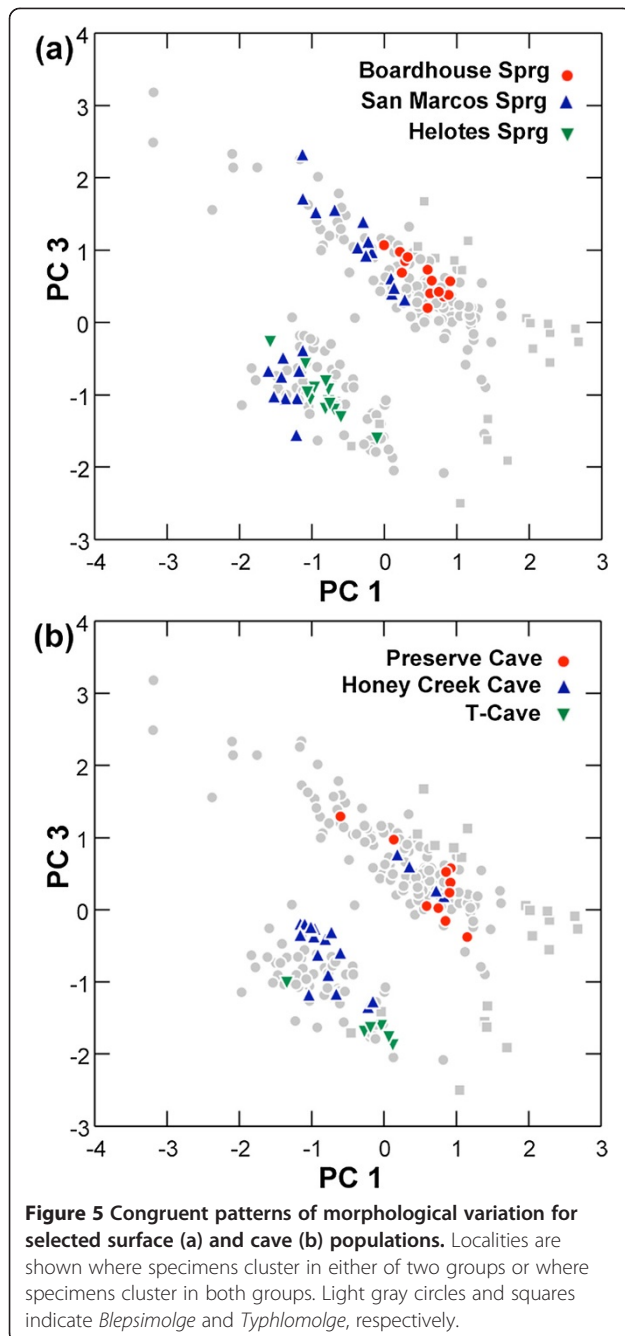 (a)
Boardhouse Sprg
San Marcos Sprg
Helotes Sprg
4
3
2
1
0
-1
-2
-3
PC 3
-4 -3 -2 -1 0 1 2 3
PC 1
(b)
Preserve Cave
Honey Creek Cave
T-Cave
4
3
2
1
0
-1
-2
-3
PC 3
-4 -3 -2 -1 0 1 2 3
PC 1
Figure 5 Congruent patterns of morphological variation for
selected surface (a) and cave (b) populations. Localities are
shown where specimens cluster in either of two groups or where
specimens cluster in both groups. Light gray circles and squares
indicate Blepsimolge and Typhlomolge, respectively.